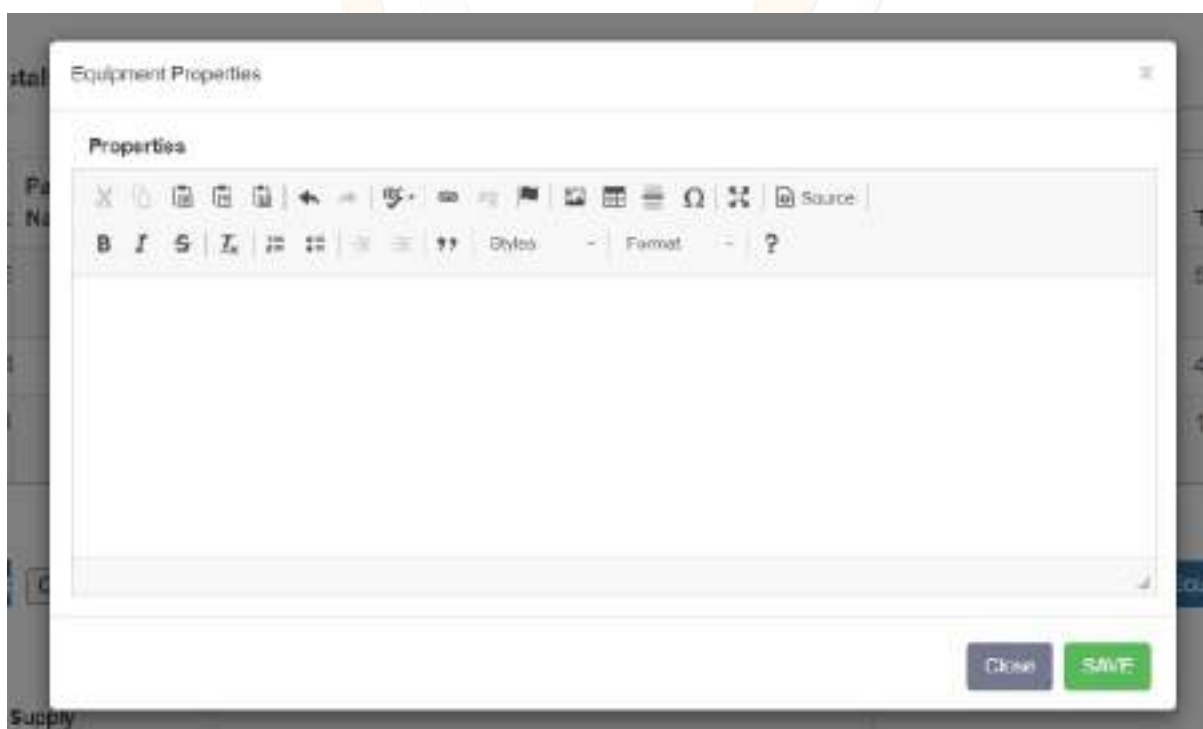 Equipment Properties
Properties
Source
B I S Styles Format ?
Close SAVE
Supply